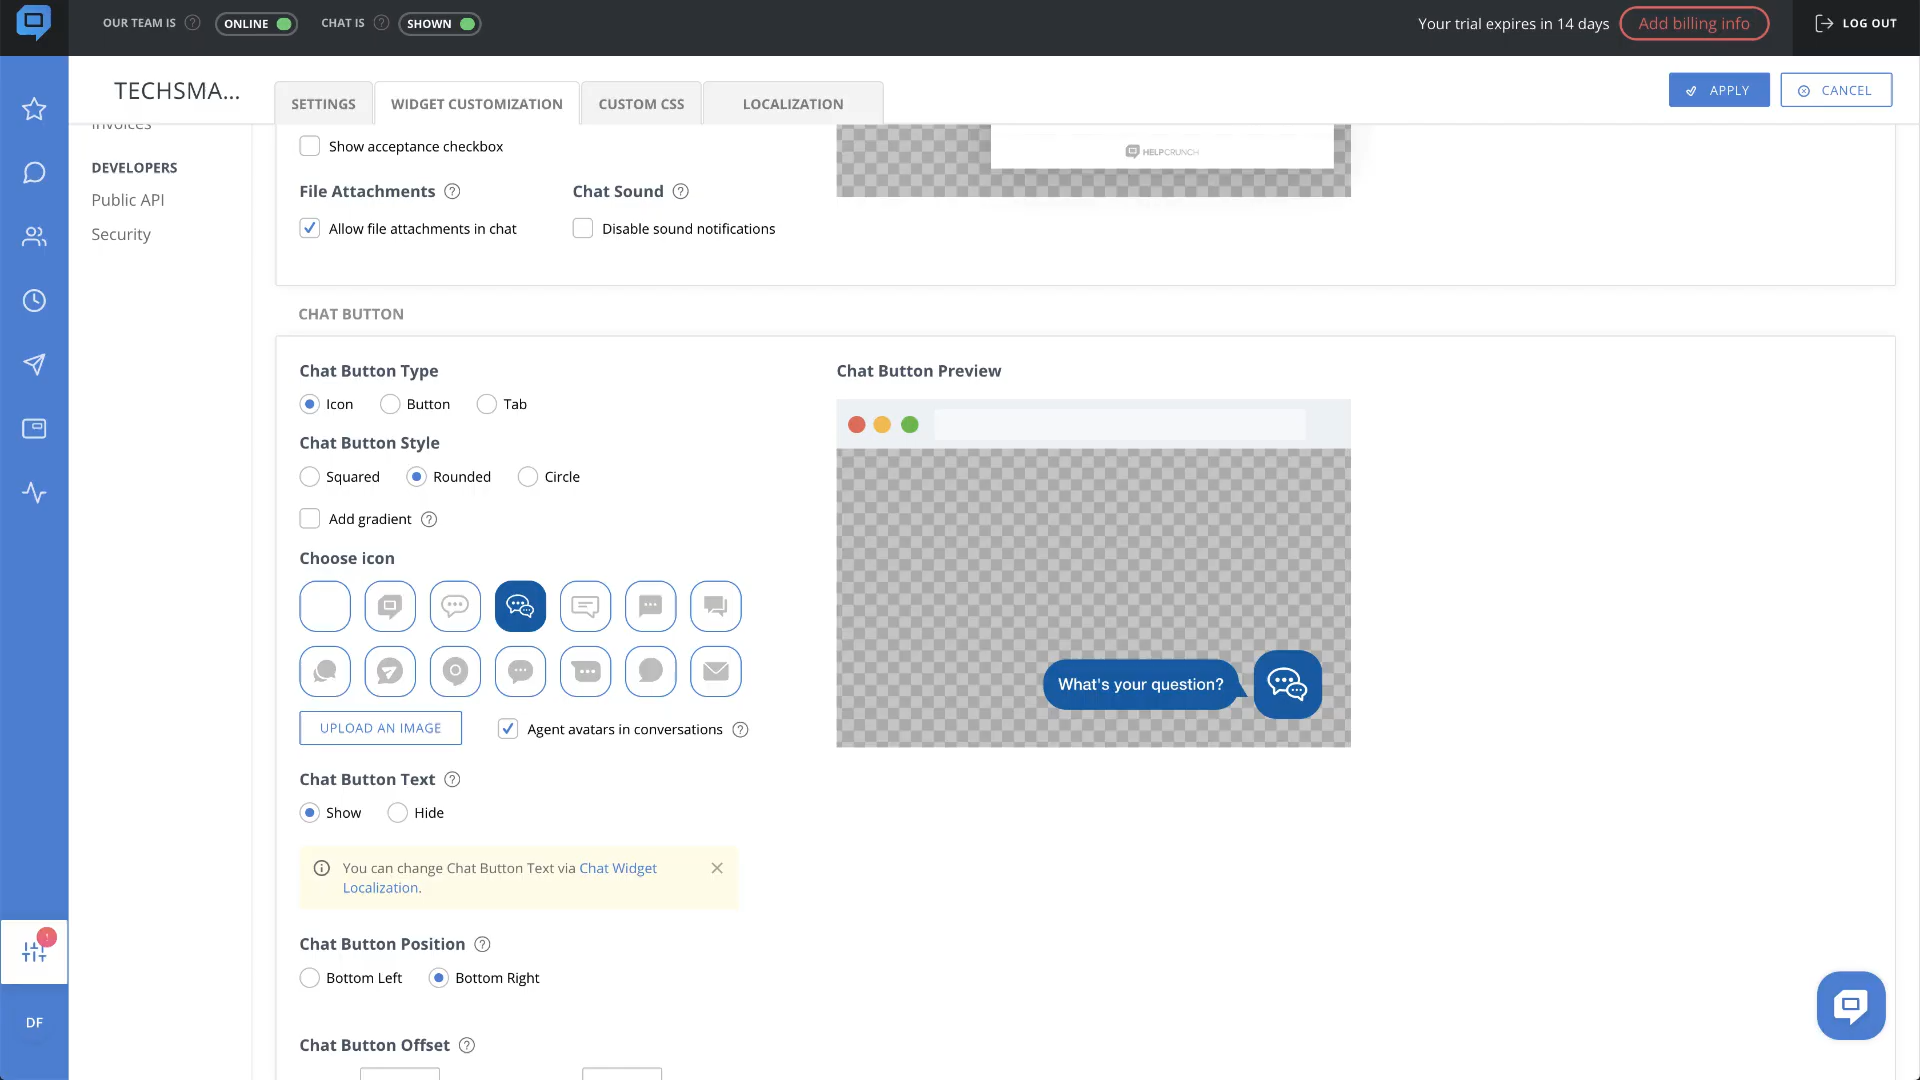 OUR TEAM IS ? ONLINE CHAT IS ? SHOWN Your trial expires in 14 days Add billing info LOG OUT
TECHSMA... SETTINGS WIDGET CUSTOMIZATION CUSTOM CSS LOCALIZATION APPLY CANCEL
Invoices
DEVELOPERS
Public API
Security
Show acceptance checkbox
HELPCRUNCH
File Attachments ? Chat Sound ?
Allow file attachments in chat Disable sound notifications
CHAT BUTTON
Chat Button Type Chat Button Preview
Icon Button Tab
Chat Button Style
Squared Rounded Circle
Add gradient ?
Choose icon
What's your question?
UPLOAD AN IMAGE Agent avatars in conversations ?
Chat Button Text ?
Show Hide
You can change Chat Button Text via Chat Widget
Localization.
Chat Button Position ?
Bottom Left Bottom Right
Chat Button Offset ?
!
DF